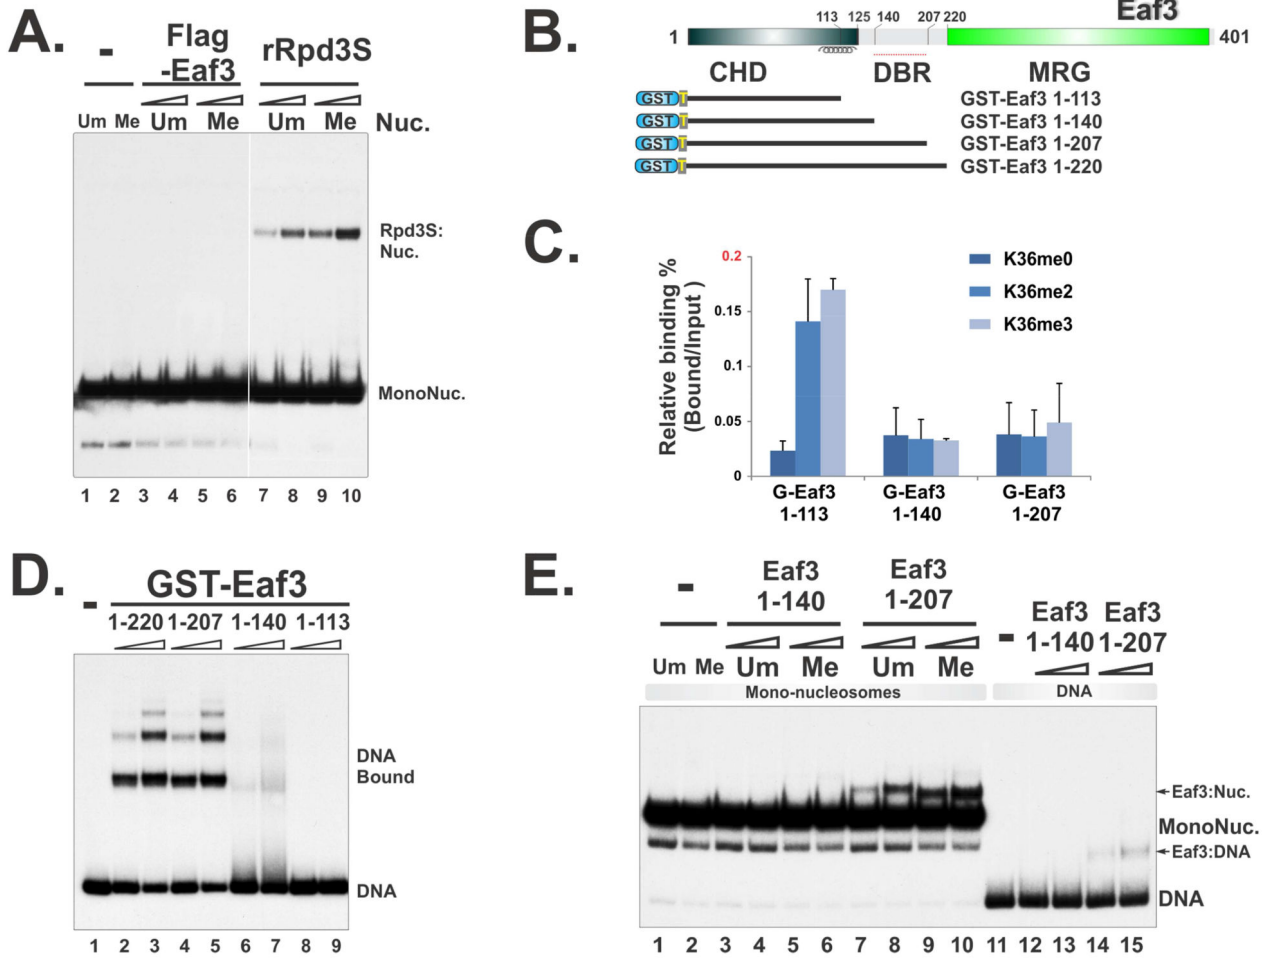 A.
-
Flag
-Eaf3
rRpd3S
Um Me Um Me Um Me Nuc.
Rpd3S:
Nuc.
MonoNuc.
1 2 3 4 5 6 7 8 9 10
B.
Eaf3
113 125 140 207 220
1 401
CHD DBR MRG
GST T GST-Eaf3 1-113
GST T GST-Eaf3 1-140
GST T GST-Eaf3 1-207
GST T GST-Eaf3 1-220
C.
Relative binding %
(Bound/Input )
0.2
0.15
0.1
0.05
0
K36me0
K36me2
K36me3
G-Eaf3 G-Eaf3 G-Eaf3
1-113 1-140 1-207
D.
-
GST-Eaf3
1-220 1-207 1-140 1-113
DNA
Bound
DNA
1 2 3 4 5 6 7 8 9
E.
-
Eaf3 Eaf3
1-140 1-207
- Eaf3 Eaf3
1-140 1-207
Um Me Um Me Um Me
Mono-nucleosomes DNA
Eaf3:Nuc.
MonoNuc.
Eaf3:DNA
DNA
1 2 3 4 5 6 7 8 9 10 11 12 13 14 15